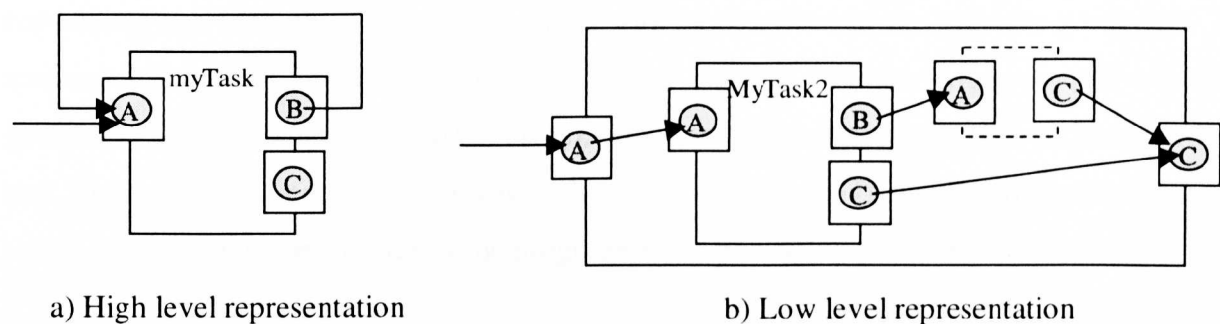 myTask
A
B
C
MyTask2
A
A
B
C
A
C
C
a) High level representation
b) Low level representation